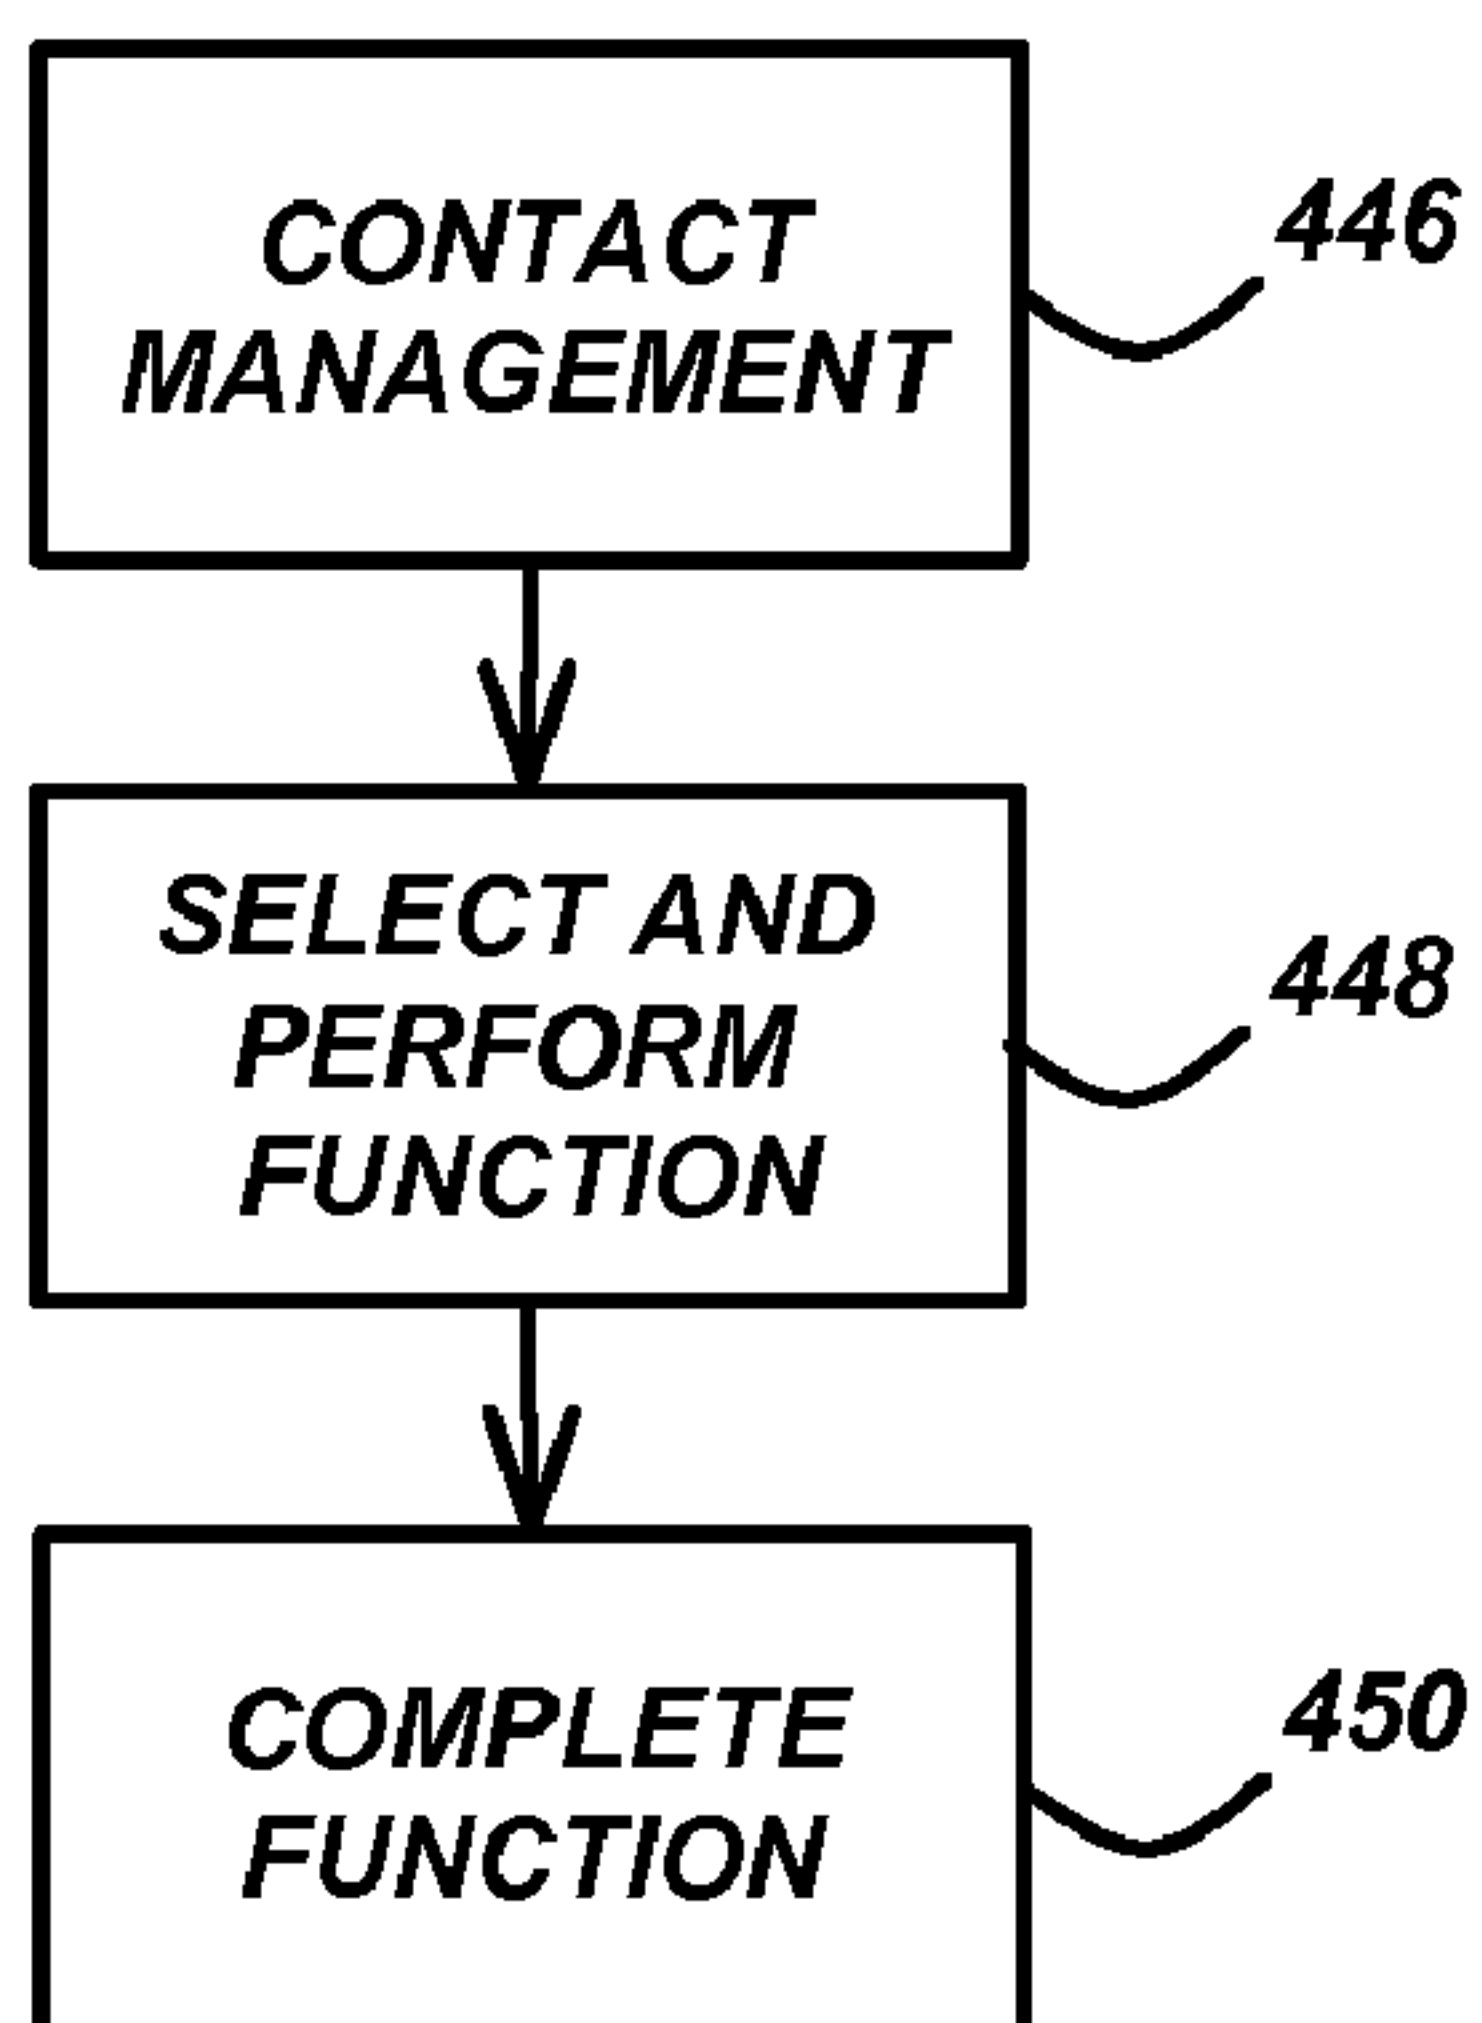 CONTACT
MANAGEMENT
446
SELECT AND
PERFORM
FUNCTION
448
COMPLETE
FUNCTION
450